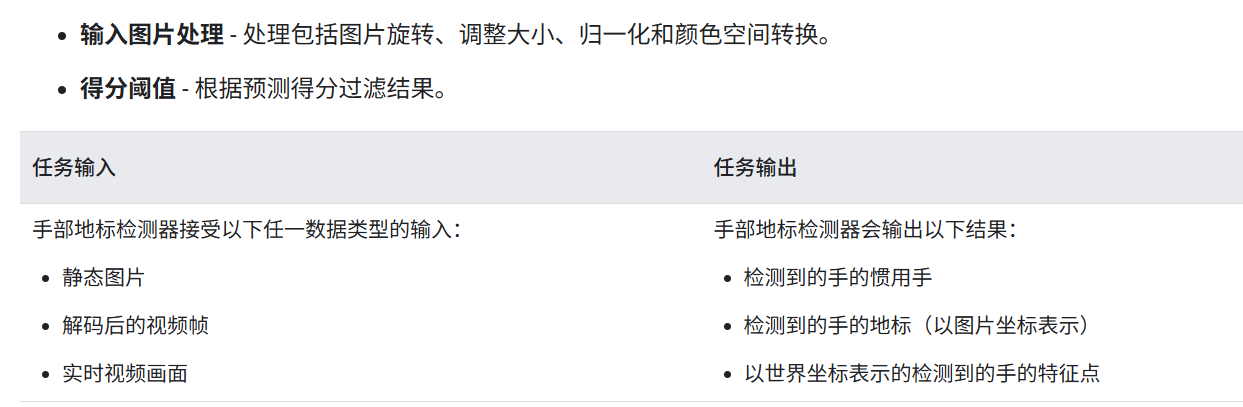 • 输入图片处理 - 处理包括图片旋转、调整大小、归一化和颜色空间转换。
• 得分阈值 - 根据预测得分过滤结果。
任务输入
任务输出
手部地标检测器接受以下任一数据类型的输入：
• 静态图片
• 解码后的视频帧
• 实时视频画面
手部地标检测器会输出以下结果：
• 检测到的手的惯用手
• 检测到的手的地标（以图片坐标表示）
• 以世界坐标表示的检测到的手的特征点